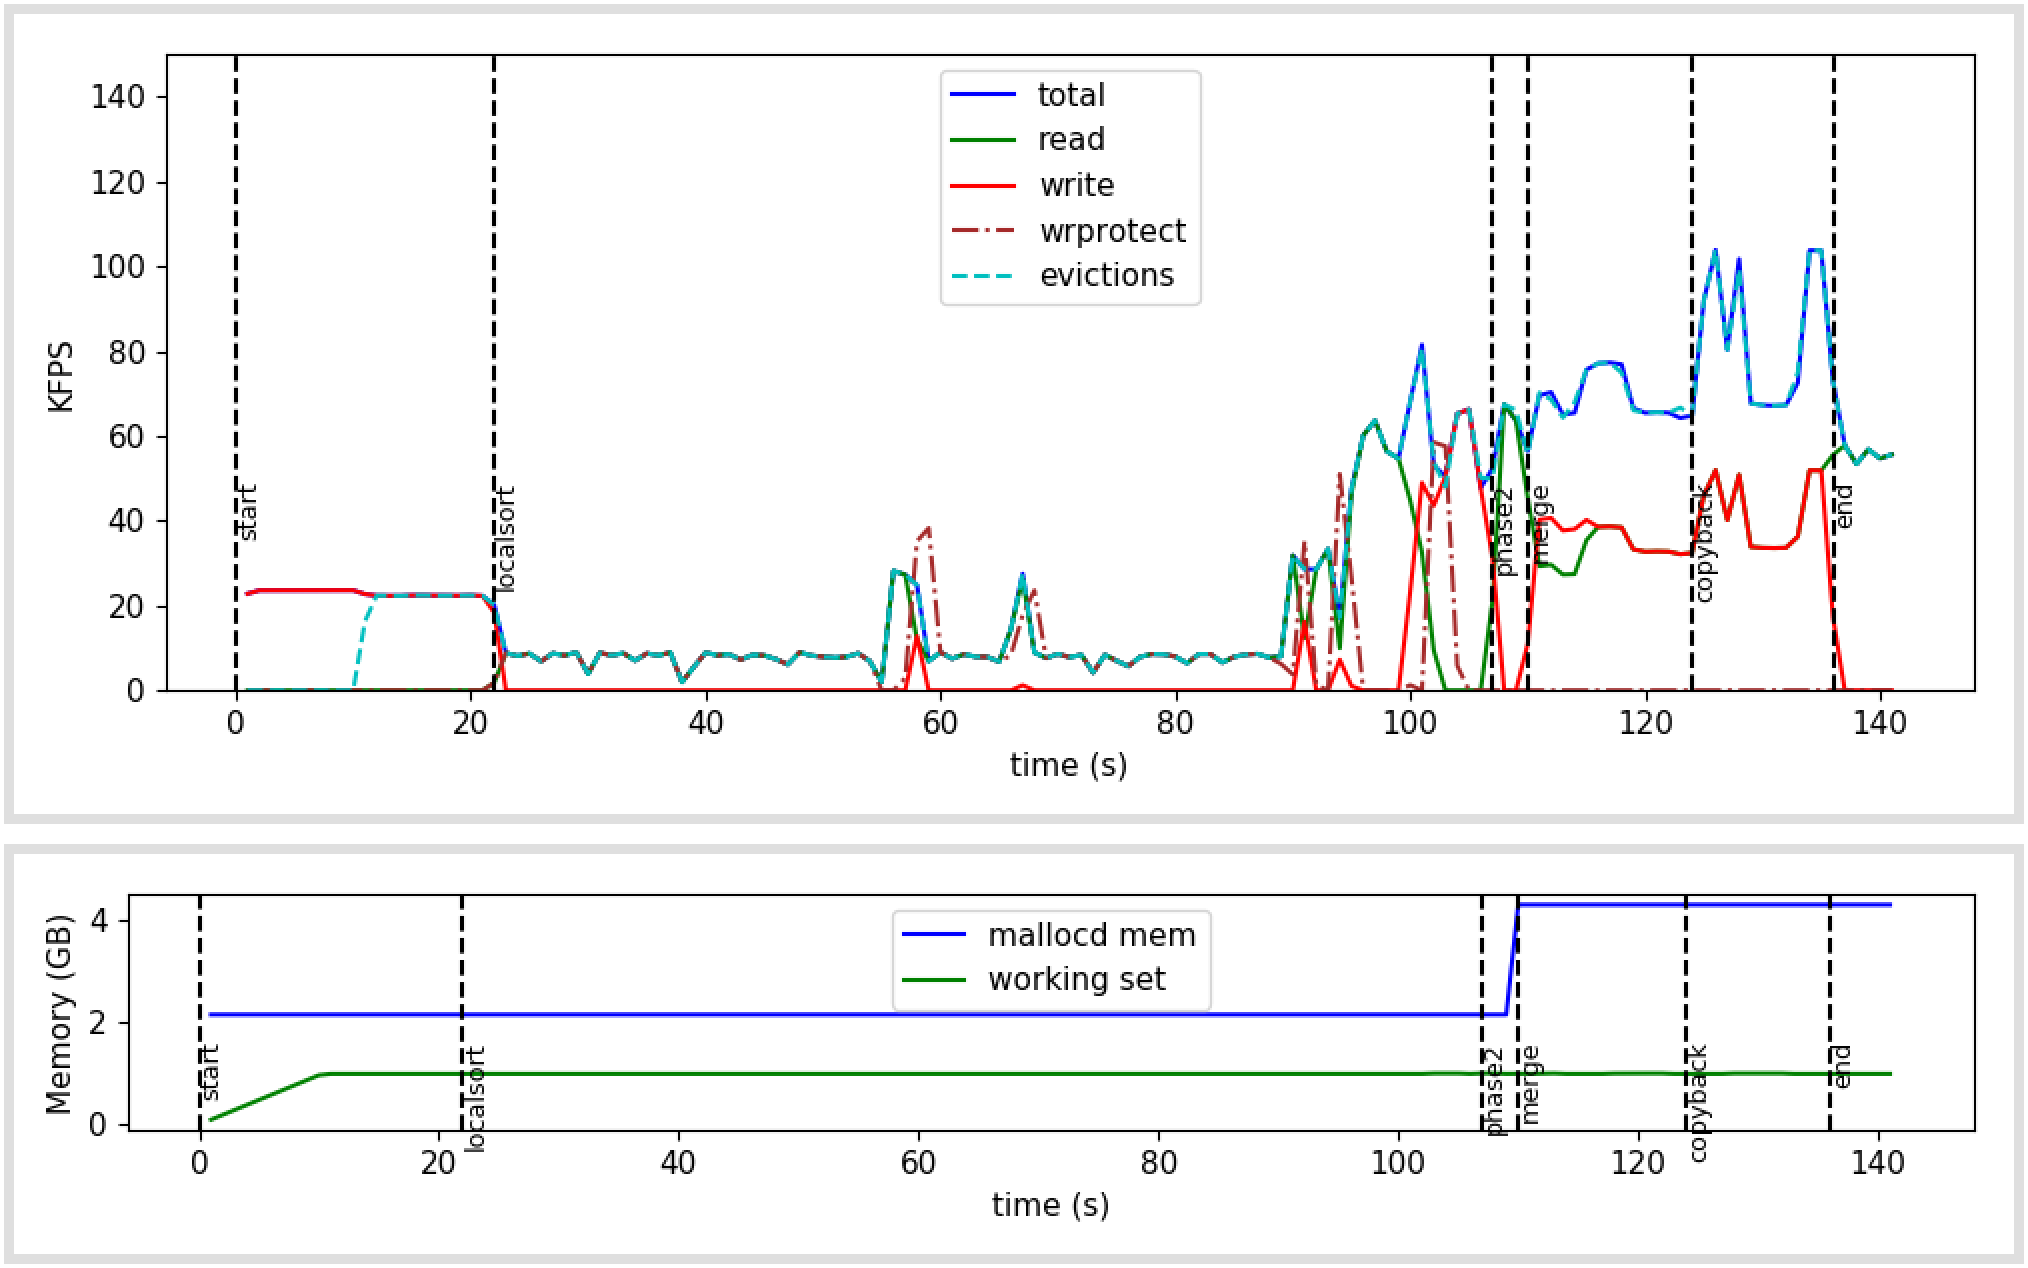 140
120
100
80
60
40
20
0
KFPS
total
read
write
wrprotect
evictions
start
localsort
phase2
merge
copyback
end
0 20 40 60 80 100 120 140
time (s)
4
2
0
Memory (GB)
mallocd mem
working set
start
localsort
phase2
merge
copyback
end
0 20 40 60 80 100 120 140
time (s)